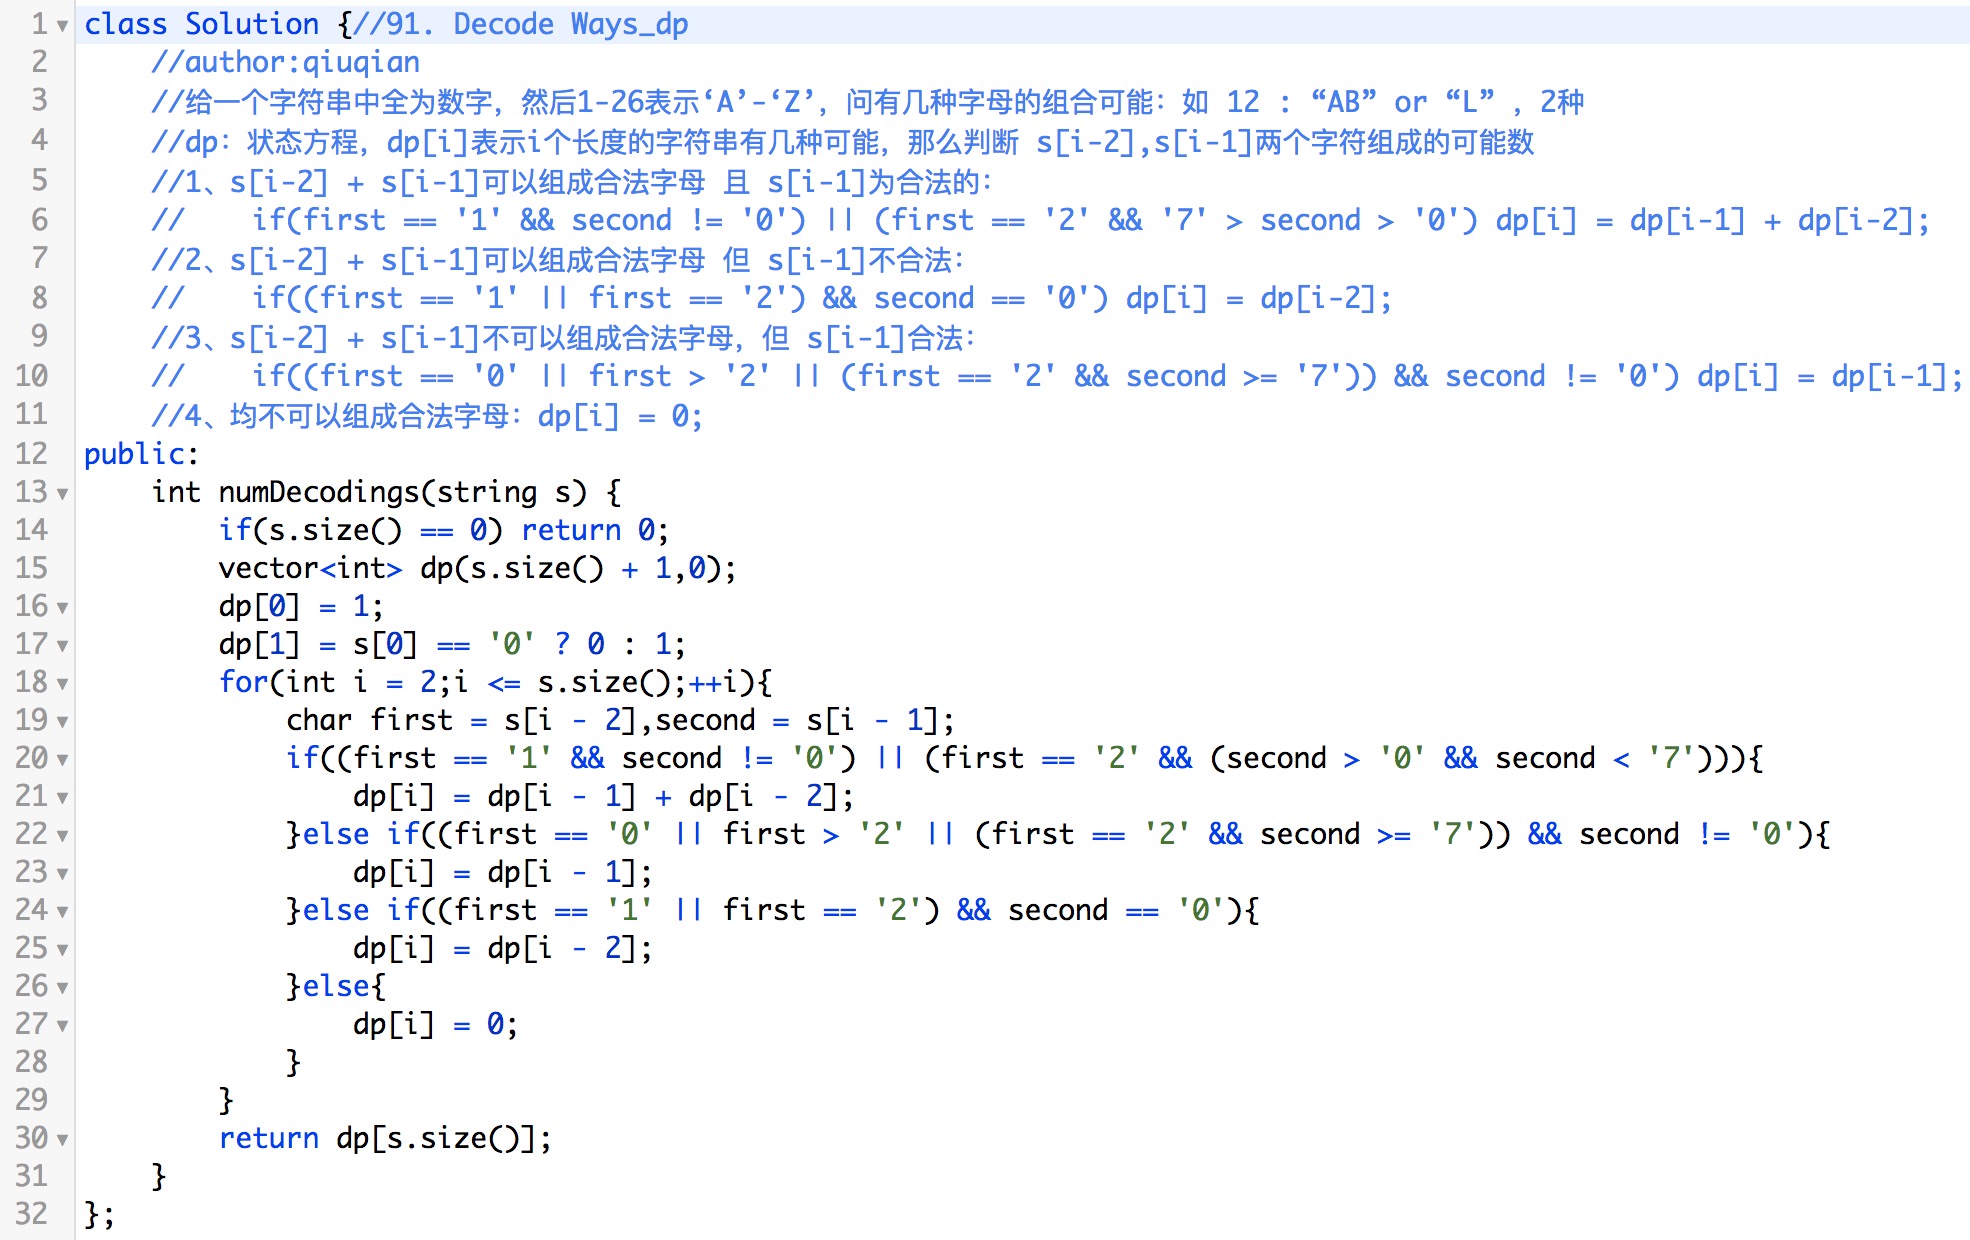 1 class Solution {//91. Decode Ways_dp
2     //author:qiuqian
3     //给一个字符串中全为数字，然后1-26表示‘A’-‘Z’，问有几种字母的组合可能：如 12 : “AB” or “L” , 2种
4     //dp：状态方程，dp[i]表示i个长度的字符串有几种可能，那么判断 s[i-2],s[i-1]两个字符组成的可能数
5     //1、s[i-2] + s[i-1]可以组成合法字母 且 s[i-1]为合法的：
6     //    if(first == '1' && second != '0') || (first == '2' && '7' > second > '0') dp[i] = dp[i-1] + dp[i-2];
7     //2、s[i-2] + s[i-1]可以组成合法字母 但 s[i-1]不合法：
8     //    if((first == '1' || first == '2') && second == '0') dp[i] = dp[i-2];
9     //3、s[i-2] + s[i-1]不可以组成合法字母，但 s[i-1]合法：
10     //    if((first == '0' || first > '2' || (first == '2' && second >= '7')) && second != '0') dp[i] = dp[i-1];
11     //4、均不可以组成合法字母：dp[i] = 0;
12 public:
13     int numDecodings(string s) {
14         if(s.size() == 0) return 0;
15         vector<int> dp(s.size() + 1,0);
16         dp[0] = 1;
17         dp[1] = s[0] == '0' ? 0 : 1;
18         for(int i = 2;i <= s.size();++i){
19             char first = s[i - 2],second = s[i - 1];
20             if((first == '1' && second != '0') || (first == '2' && (second > '0' && second < '7'))){
21                 dp[i] = dp[i - 1] + dp[i - 2];
22             }else if((first == '0' || first > '2' || (first == '2' && second >= '7')) && second != '0'){
23                 dp[i] = dp[i - 1];
24             }else if((first == '1' || first == '2') && second == '0'){
25                 dp[i] = dp[i - 2];
26             }else{
27                 dp[i] = 0;
28             }
29         }
30         return dp[s.size()];
31     }
32 };